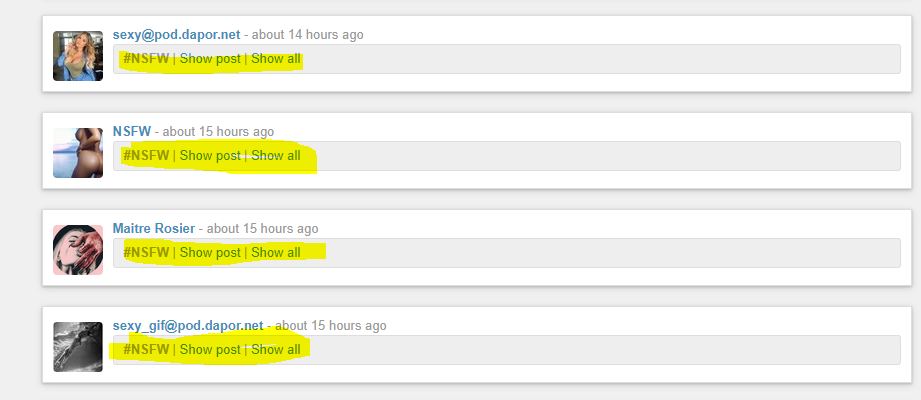 sexy@pod.dapor.net - about 14 hours ago
#NSFW | Show post | Show all
NSFW - about 15 hours ago
#NSFW | Show post | Show all
Maitre Rosier - about 15 hours ago
#NSFW | Show post | Show all
sexy_gif@pod.dapor.net - about 15 hours ago
#NSFW | Show post | Show all